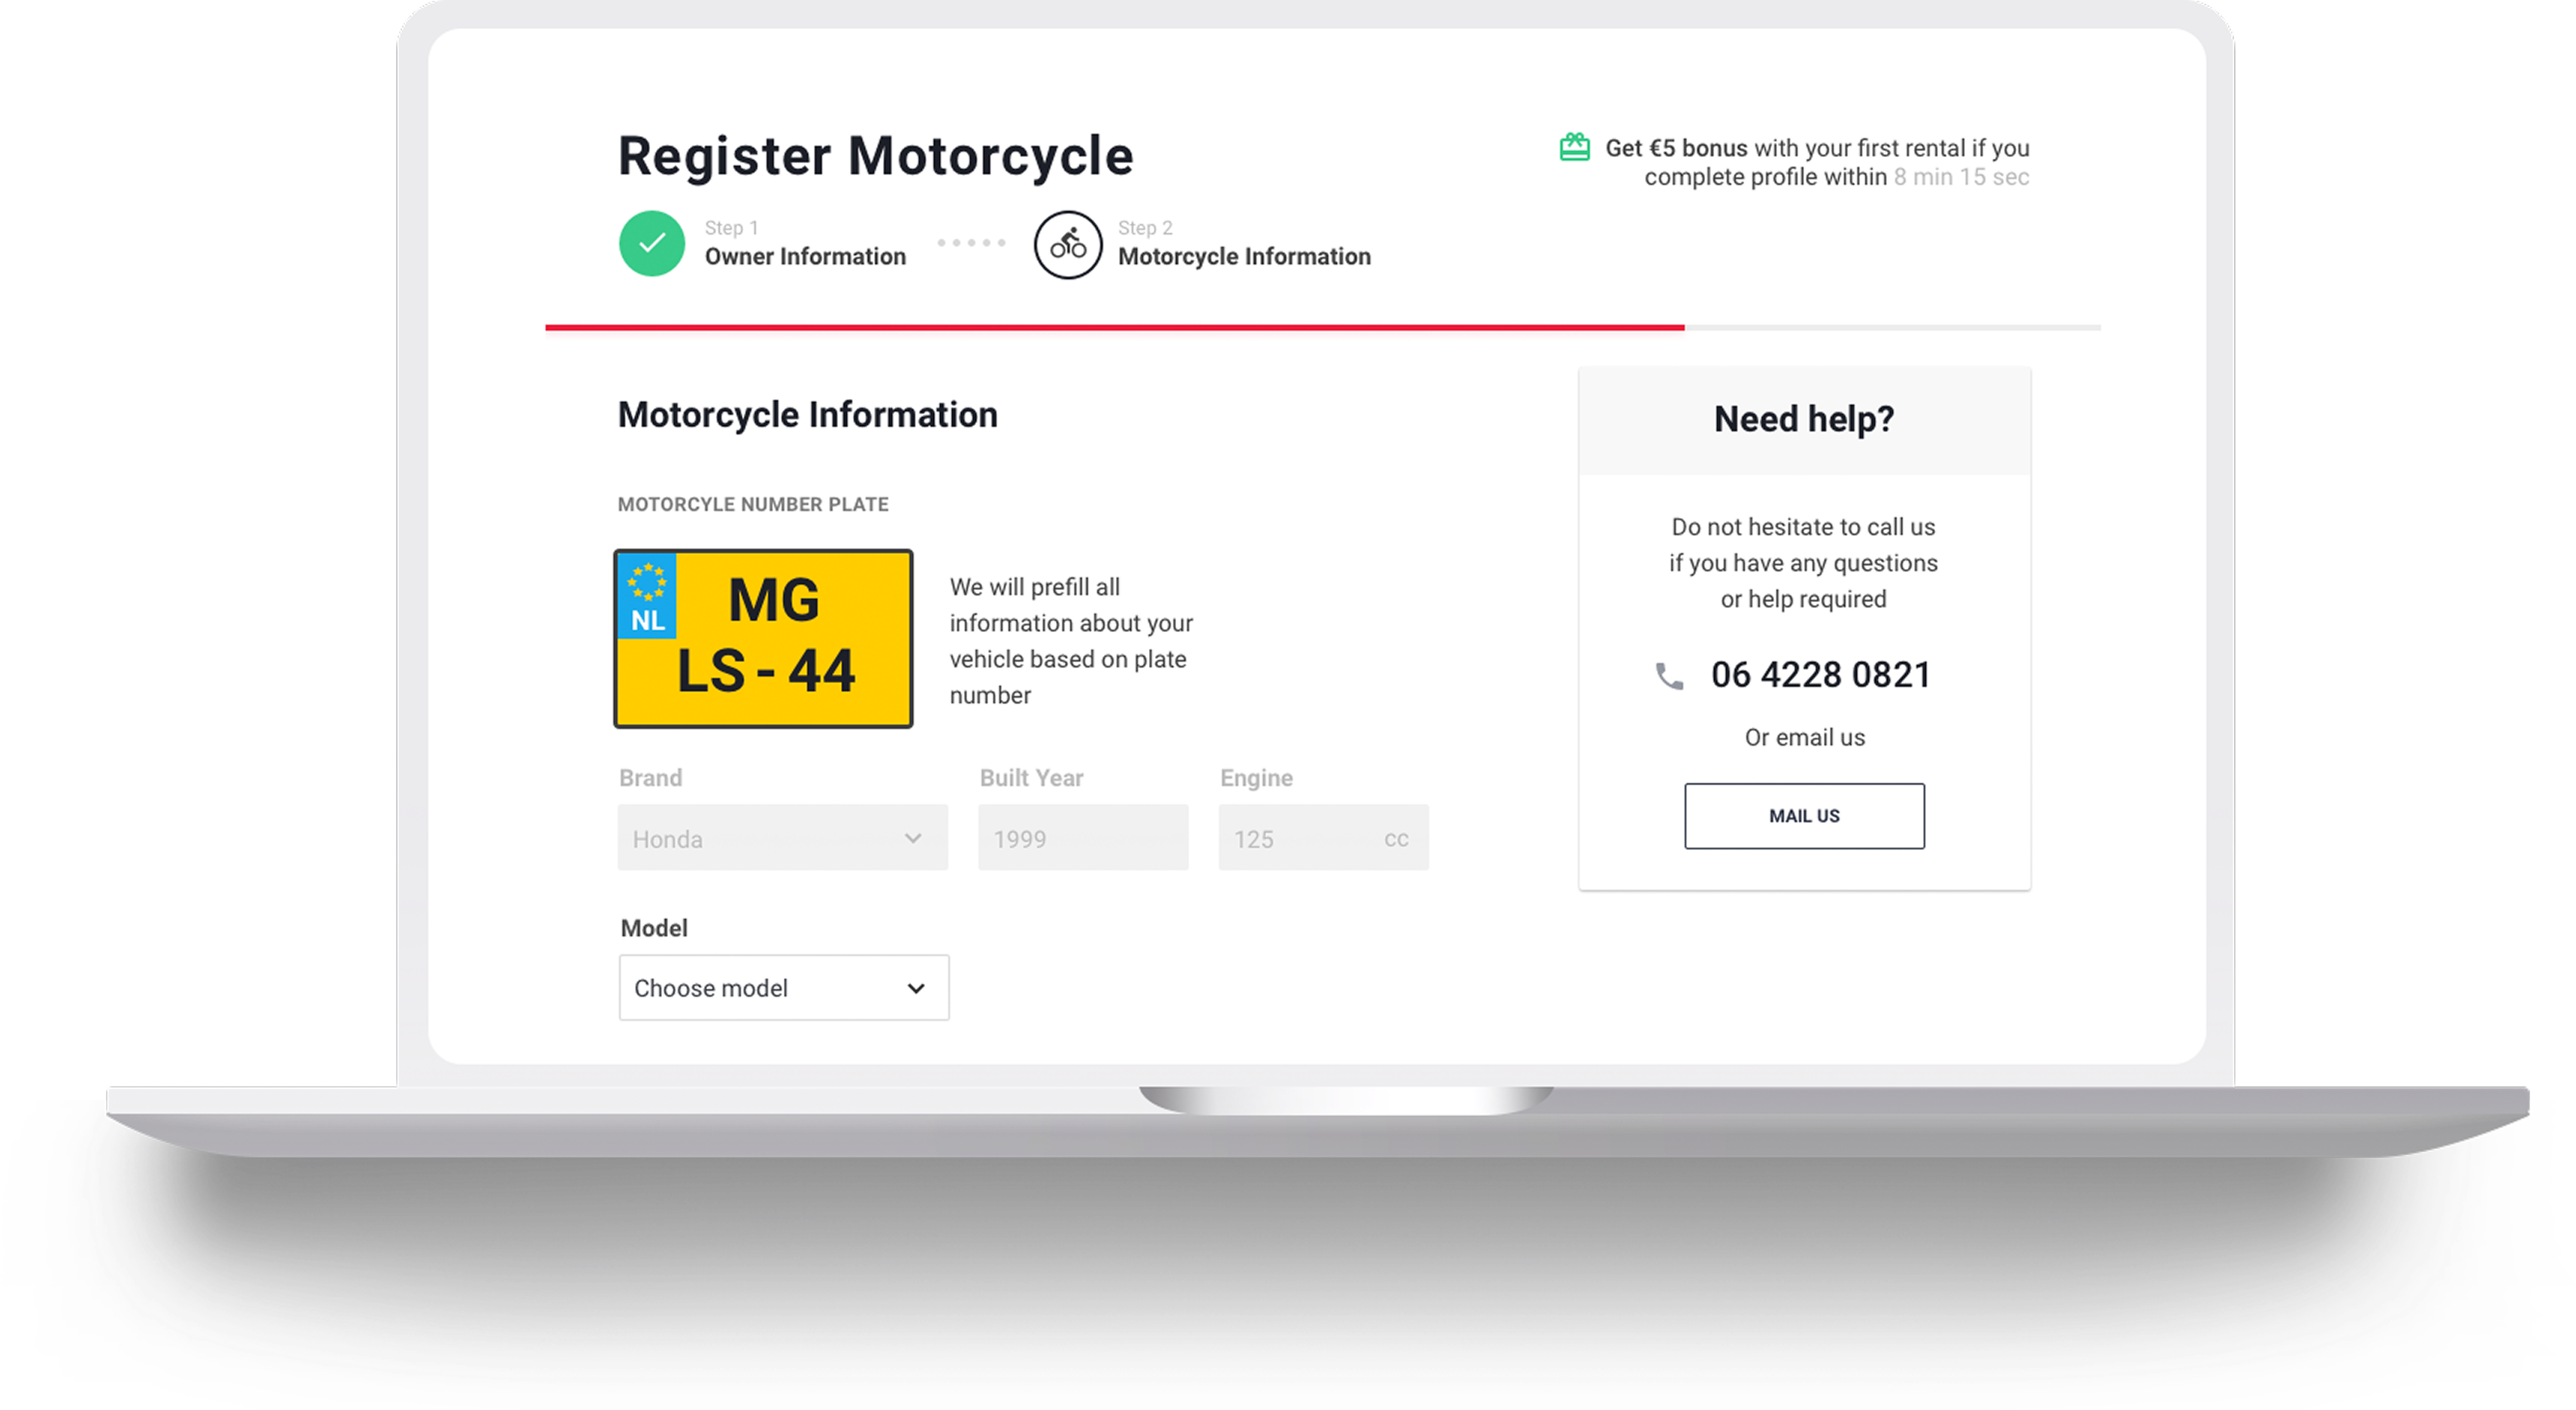 Register Motorcycle
Get €5 bonus with your first rental if you
complete profile within 8 min 15 sec
Step 1
Owner Information
Step 2
Motorcycle Information
Motorcycle Information
MOTORCYLE NUMBER PLATE
NL
MG
LS - 44
We will prefill all
information about your
vehicle based on plate
number
Brand
Built Year
Engine
Honda
1999
125 cc
Model
Choose model
Need help?
Do not hesitate to call us
if you have any questions
or help required
06 4228 0821
Or email us
MAIL US